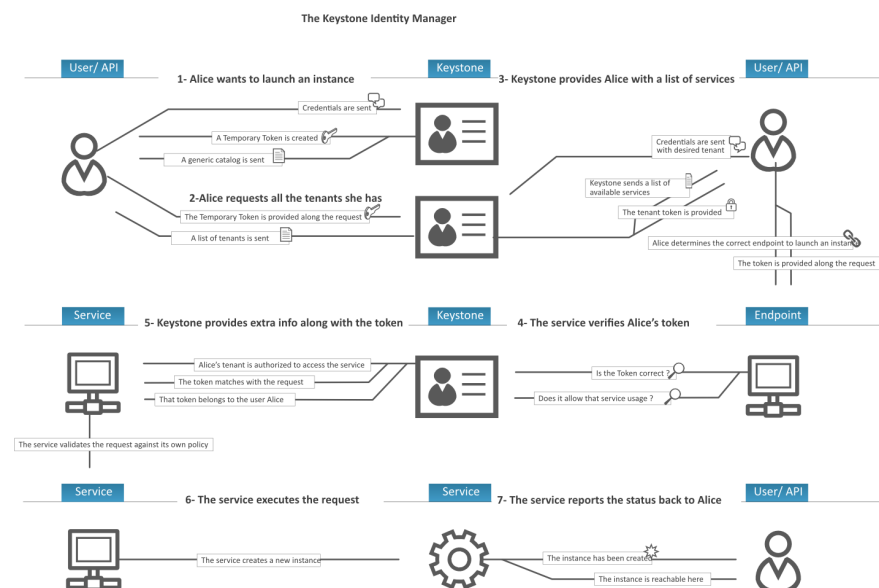 The Keystone Identity Manager
User/ API
Keystone
User/ API
1- Alice wants to launch an instance
3- Keystone provides Alice with a list of services
Credentials are sent
A Temporary Token is created
A generic catalog is sent
Credentials are sent
with desired tenant
Keystone sends a list of
available services
2-Alice requests all the tenants she has
The Temporary Token is provided along the request
The tenant token is provided
A list of tenants is sent
Alice determines the correct endpoint to launch an instance
The token is provided along the request
Service
Keystone
Endpoint
5- Keystone provides extra info along with the token
4- The service verifies Alice's token
Alice's tenant is authorized to access the service
The token matches with the request
That token belongs to the user Alice
Is the Token correct ?
Does it allow that service usage ?
The service validates the request against its own policy
Service
Service
User/ API
6- The service executes the request
7- The service reports the status back to Alice
The service creates a new instance
The instance has been created
The instance is reachable here